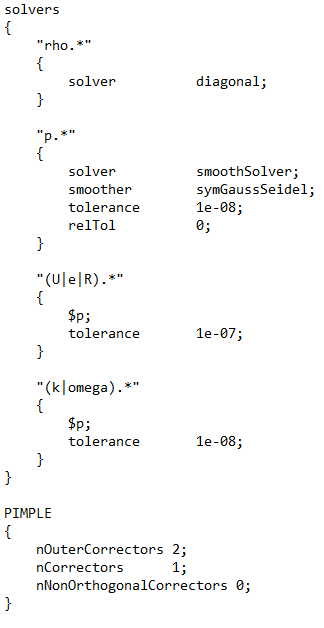 solvers
{
    "rho.*"
    {
        solver          diagonal;
    }

    "p.*"
    {
        solver          smoothSolver;
        smoother        symGaussSeidel;
        tolerance       1e-08;
        relTol          0;
    }

    "(U|e|R).*"
    {
        $p;
        tolerance       1e-07;
    }

    "(k|omega).*"
    {
        $p;
        tolerance       1e-08;
    }
}

PIMPLE
{
    nOuterCorrectors 2;
    nCorrectors      1;
    nNonOrthogonalCorrectors 0;
}